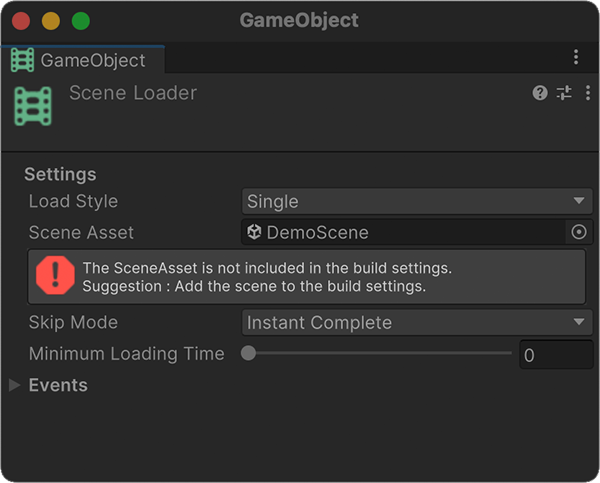 GameObject
GameObject
Scene Loader
Settings
Load Style Single
Scene Asset DemoScene
The SceneAsset is not included in the build settings.
Suggestion : Add the scene to the build settings.
Skip Mode Instant Complete
Minimum Loading Time 0
Events